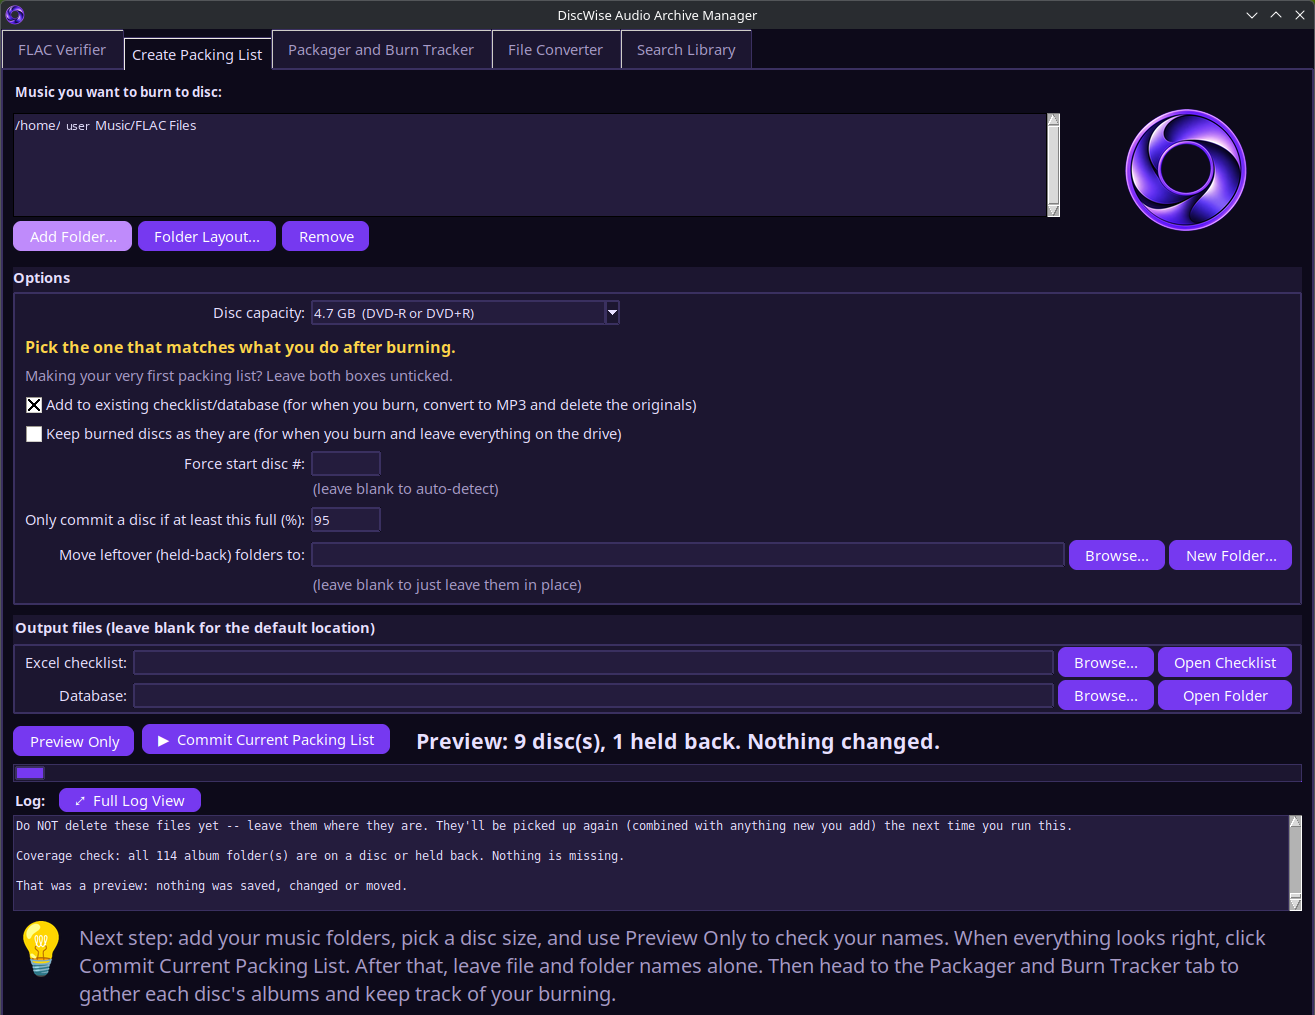 DiscWise Audio Archive Manager
FLAC Verifier
Create Packing List
Packager and Burn Tracker
File Converter
Search Library
Music you want to burn to disc:
/home/ user Music/FLAC Files
Add Folder...
Folder Layout...
Remove
Options
Disc capacity:
4.7 GB (DVD-R or DVD+R)
Pick the one that matches what you do after burning.
Making your very first packing list? Leave both boxes unticked.
Add to existing checklist/database (for when you burn, convert to MP3 and delete the originals)
Keep burned discs as they are (for when you burn and leave everything on the drive)
Force start disc #:
(leave blank to auto-detect)
Only commit a disc if at least this full (%):
95
Move leftover (held-back) folders to:
Browse...
New Folder...
(leave blank to just leave them in place)
Output files (leave blank for the default location)
Excel checklist:
Browse...
Open Checklist
Database:
Browse...
Open Folder
Preview Only
▶ Commit Current Packing List
Preview: 9 disc(s), 1 held back. Nothing changed.
Log:
⤢ Full Log View
Do NOT delete these files yet -- leave them where they are. They'll be picked up again (combined with anything new you add) the next time you run this.
Coverage check: all 114 album folder(s) are on a disc or held back. Nothing is missing.
That was a preview: nothing was saved, changed or moved.
Next step: add your music folders, pick a disc size, and use Preview Only to check your names. When everything looks right, click
Commit Current Packing List. After that, leave file and folder names alone. Then head to the Packager and Burn Tracker tab to
gather each disc's albums and keep track of your burning.